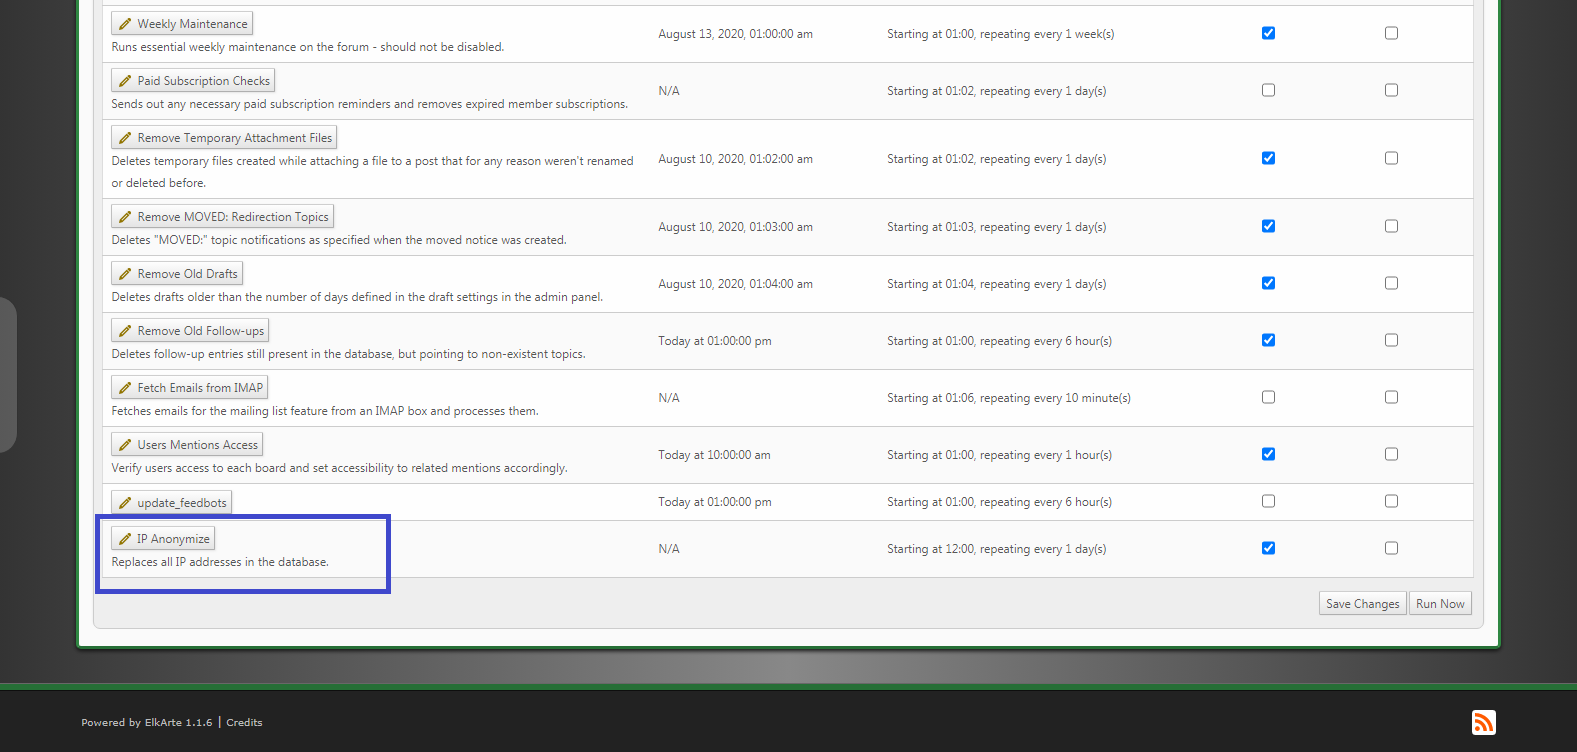 Weekly Maintenance
Runs essential weekly maintenance on the forum - should not be disabled.
August 13, 2020, 01:00:00 am
Starting at 01:00, repeating every 1 week(s)
Paid Subscription Checks
Sends out any necessary paid subscription reminders and removes expired member subscriptions.
N/A
Starting at 01:02, repeating every 1 day(s)
Remove Temporary Attachment Files
Deletes temporary files created while attaching a file to a post that for any reason weren't renamed
or deleted before.
August 10, 2020, 01:02:00 am
Starting at 01:02, repeating every 1 day(s)
Remove MOVED: Redirection Topics
Deletes "MOVED:" topic notifications as specified when the moved notice was created.
August 10, 2020, 01:03:00 am
Starting at 01:03, repeating every 1 day(s)
Remove Old Drafts
Deletes drafts older than the number of days defined in the draft settings in the admin panel.
August 10, 2020, 01:04:00 am
Starting at 01:04, repeating every 1 day(s)
Remove Old Follow-ups
Deletes follow-up entries still present in the database, but pointing to non-existent topics.
Today at 01:00:00 pm
Starting at 01:00, repeating every 6 hour(s)
Fetch Emails from IMAP
Fetches emails for the mailing list feature from an IMAP box and processes them.
N/A
Starting at 01:06, repeating every 10 minute(s)
Users Mentions Access
Verify users access to each board and set accessibility to related mentions accordingly.
Today at 10:00:00 am
Starting at 01:00, repeating every 1 hour(s)
update_feedbots
Today at 01:00:00 pm
Starting at 01:00, repeating every 6 hour(s)
IP Anonymize
Replaces all IP addresses in the database.
N/A
Starting at 12:00, repeating every 1 day(s)
Save Changes
Run Now
Powered by ElkArte 1.1.6 | Credits